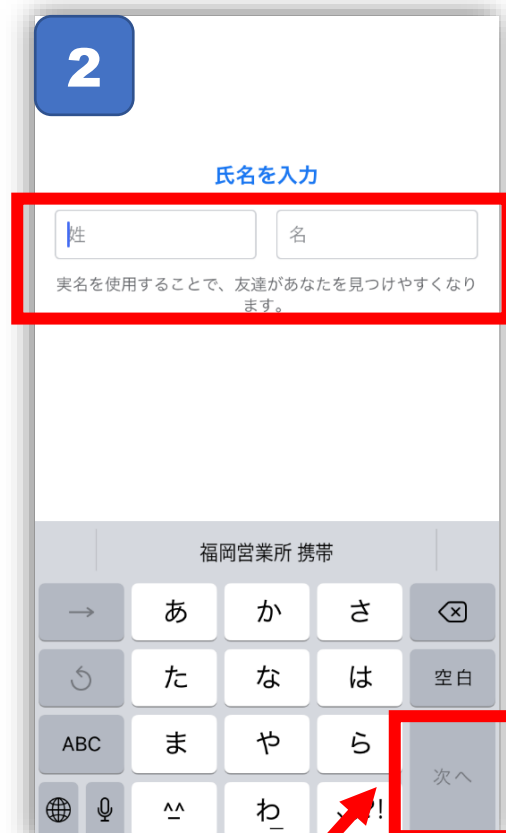 2
氏名を入力
姓 名
実名を使用することで、友達があなたを見つけやすくなり
ます。
福岡営業所 携帯
→ あ か さ
た な は 空白
ABC ま や ら 次へ
^^ わ 、 ?!